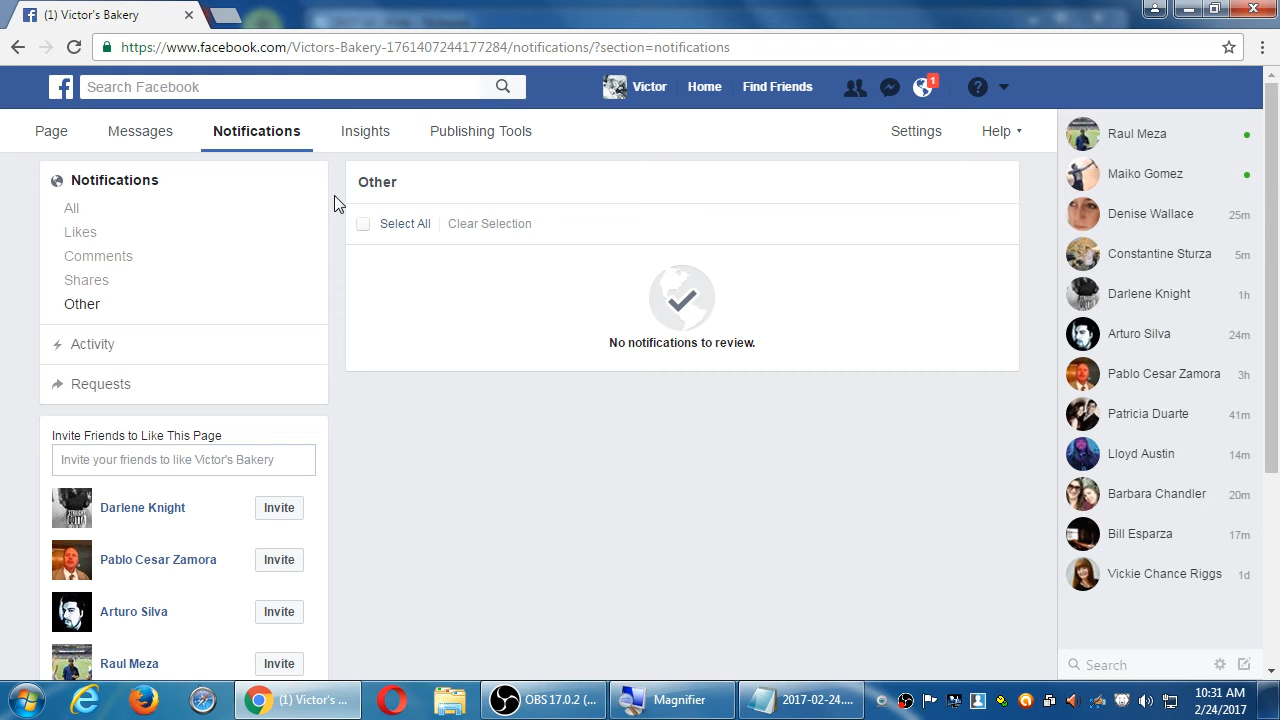 (1) Victor's Bakery
https://www.facebook.com/Victors-Bakery-1761407244177284/notifications/?section=notifications
Search Facebook
Victor Home Find Friends 1
Page Messages Notifications Insights Publishing Tools Settings Help
Notifications
All
Likes
Comments
Shares
Other
Activity
Requests
Invite Friends to Like This Page
Invite your friends to like Victor's Bakery
Darlene Knight Invite
Pablo Cesar Zamora Invite
Arturo Silva Invite
Raul Meza Invite
Other
Select All Clear Selection
No notifications to review.
Raul Meza
Maiko Gomez
Denise Wallace 25m
Constantine Sturza 5m
Darlene Knight 1h
Arturo Silva 24m
Pablo Cesar Zamora 3h
Patricia Duarte 41m
Lloyd Austin 14m
Barbara Chandler 20m
Bill Esparza 17m
Vickie Chance Riggs 1d
Search
(1) Victor's ...
OBS 17.0.2 (...
Magnifier
2017-02-24....
10:31 AM
2/24/2017